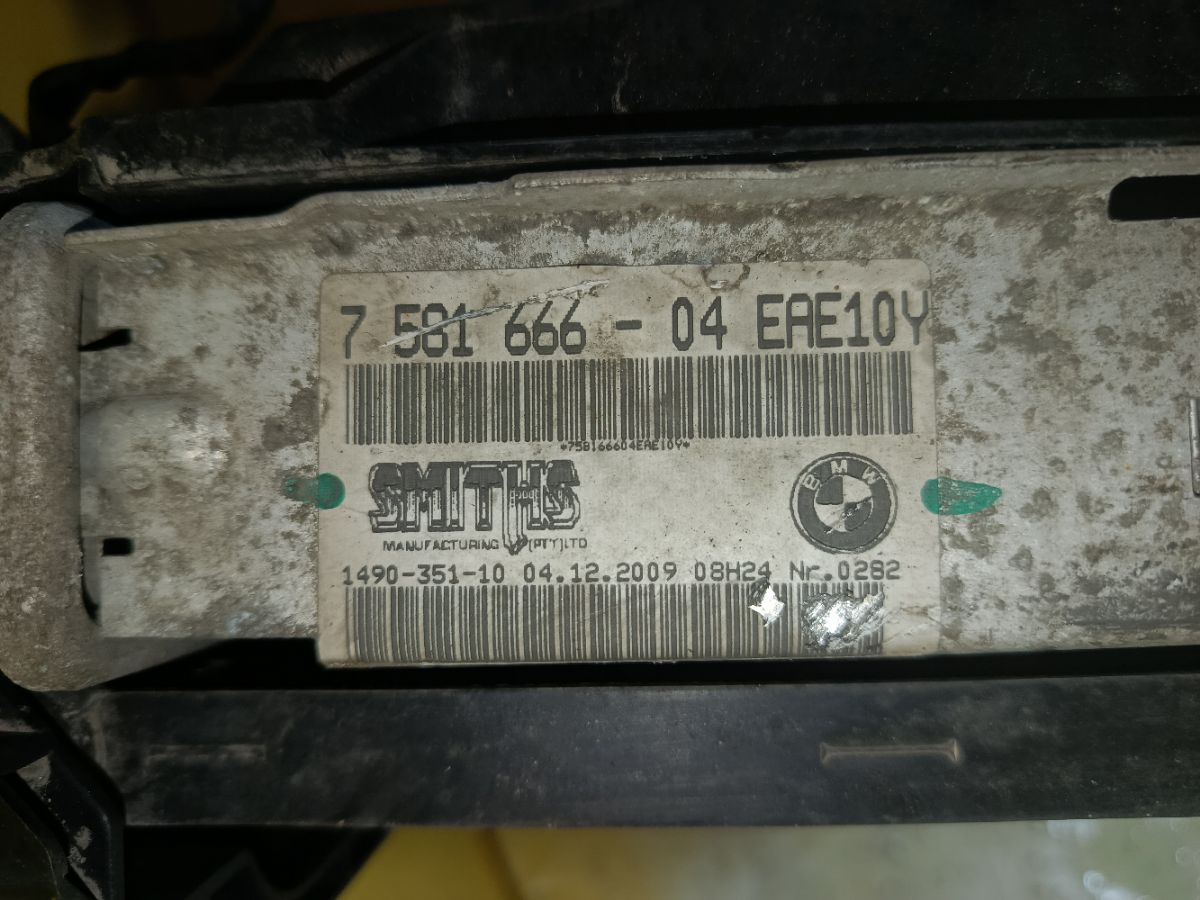 7 581 666 - 04 EAE10Y
*758166604EAE10Y*
SMITHS
MANUFACTURING (PTY)LTD
BMW
1490-351-10 04.12.2009 08H24 Nr.0282